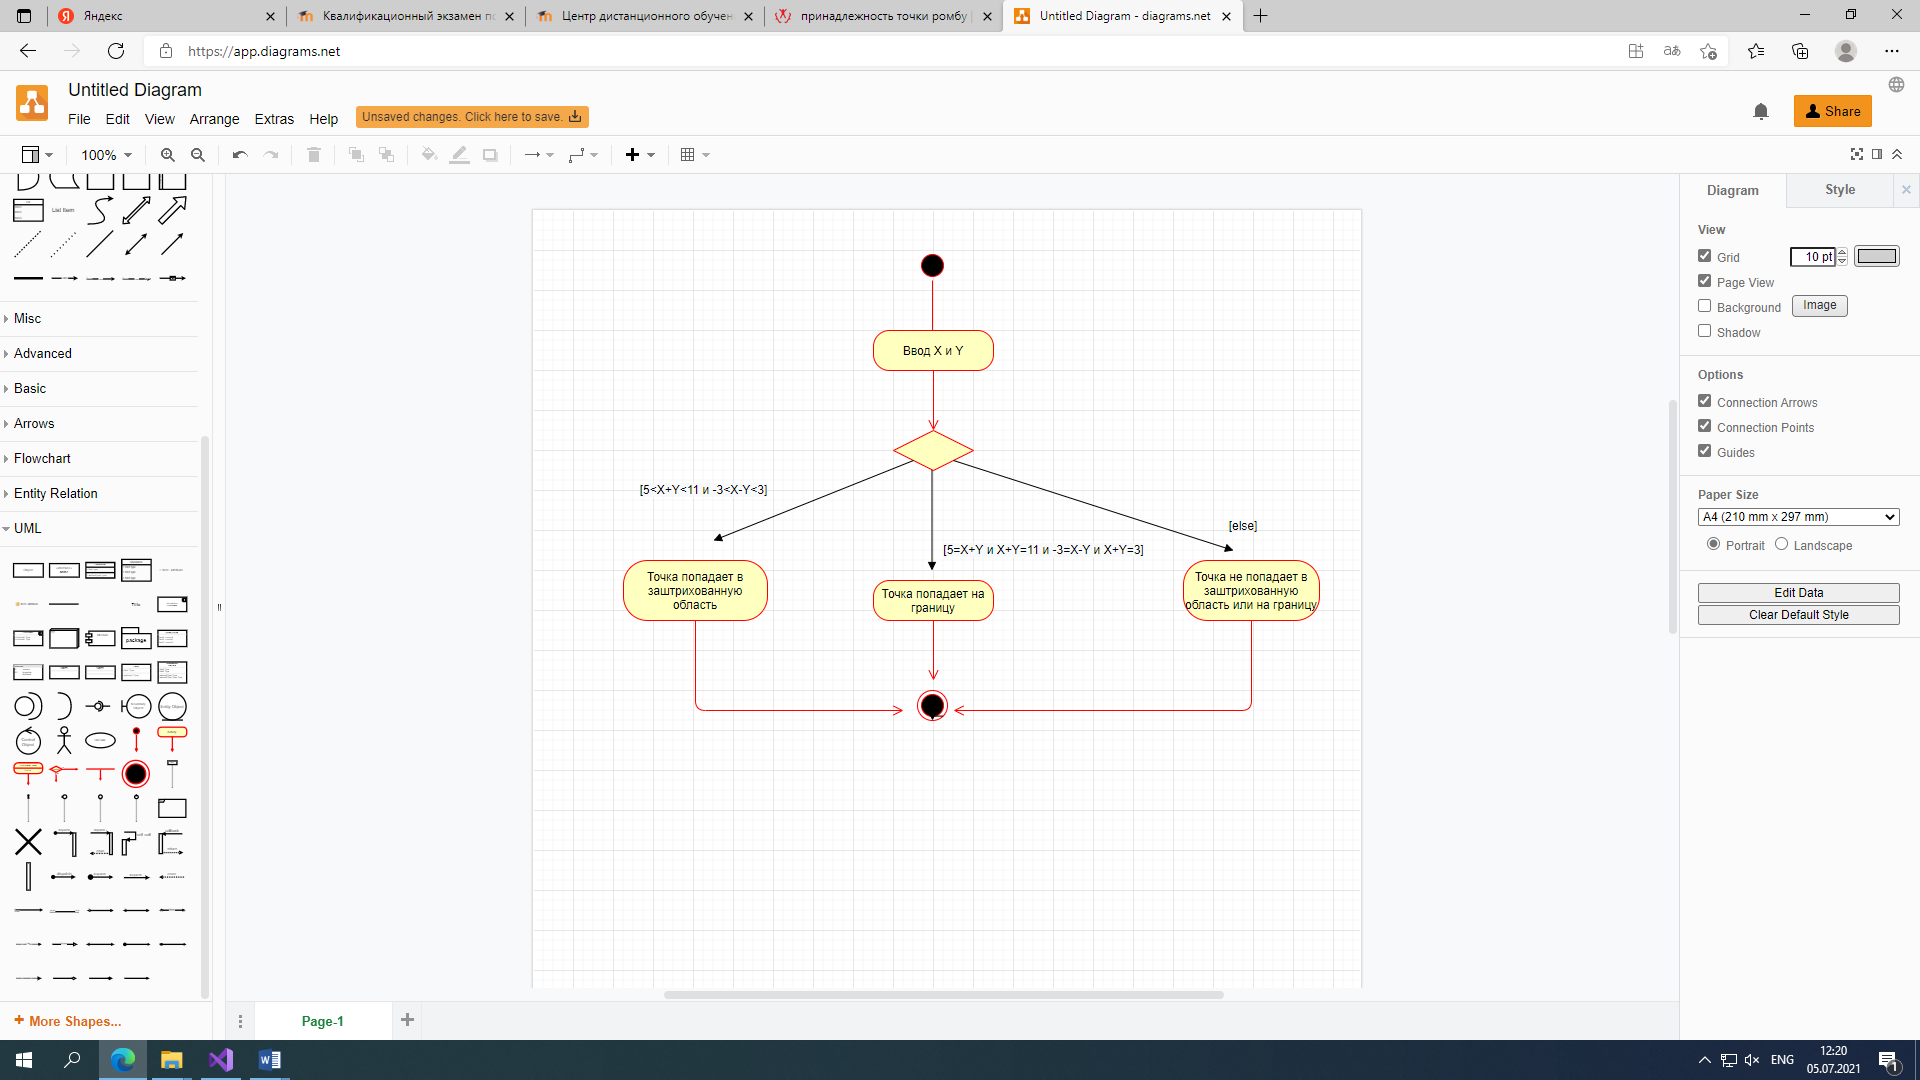 Яндекс
Квалификационный экзамен по
Центр дистанционного обучен
принадлежность точки ромбу |
Untitled Diagram - diagrams.net
https://app.diagrams.net
Untitled Diagram
File Edit View Arrange Extras Help
Unsaved changes. Click here to save.
Share
100%
Diagram
Style
List Item
View
Grid
10 pt
Page View
Background
Image
Shadow
Options
Connection Arrows
Connection Points
Guides
Paper Size
A4 (210 mm x 297 mm)
Portrait Landscape
Edit Data
Clear Default Style
Misc
Advanced
Basic
Arrows
Flowchart
Entity Relation
UML
package
Ввод X и Y
[5<X+Y<11 и -3<X-Y<3]
[else]
[5=X+Y и X+Y=11 и -3=X-Y и X+Y=3]
Точка попадает в
заштрихованную
область
Точка попадает на
границу
Точка не попадает в
заштрихованную
область или на границу
More Shapes...
Page-1
ENG
12:20
05.07.2021
1